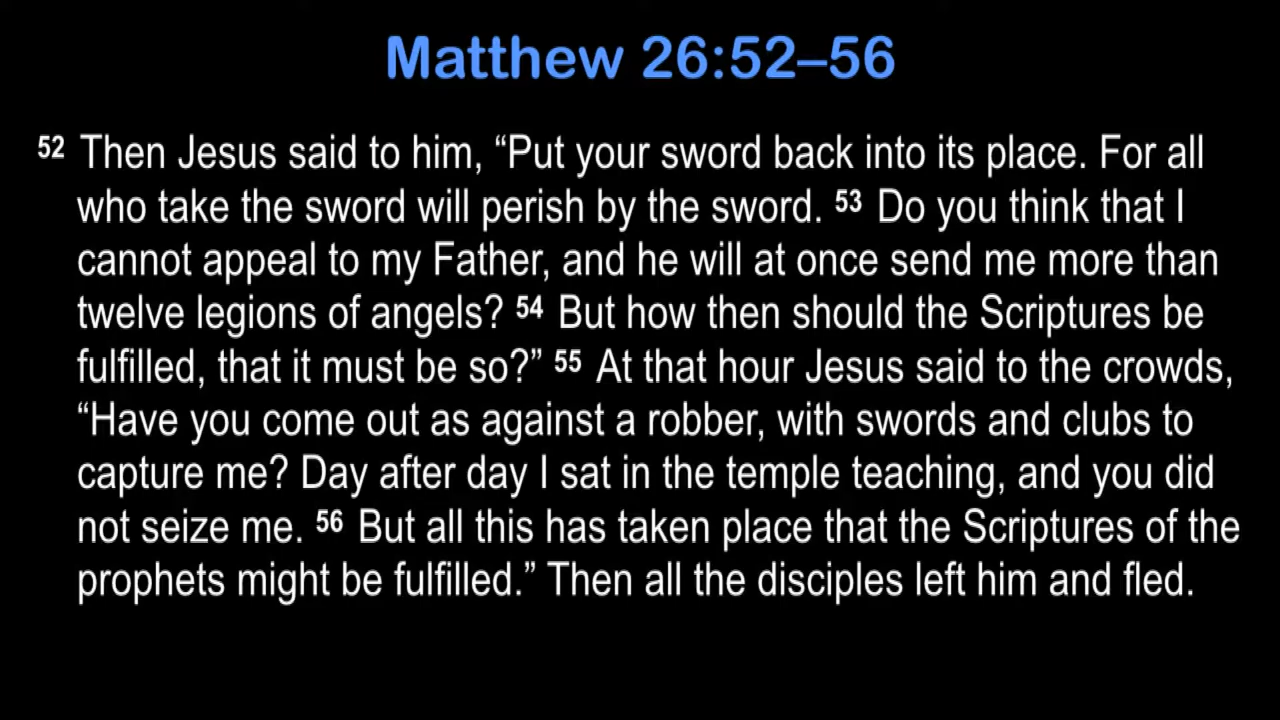 Matthew 26:52–56
52 Then Jesus said to him, “Put your sword back into its place. For all
who take the sword will perish by the sword. 53 Do you think that I
cannot appeal to my Father, and he will at once send me more than
twelve legions of angels? 54 But how then should the Scriptures be
fulfilled, that it must be so?” 55 At that hour Jesus said to the crowds,
“Have you come out as against a robber, with swords and clubs to
capture me? Day after day I sat in the temple teaching, and you did
not seize me. 56 But all this has taken place that the Scriptures of the
prophets might be fulfilled.” Then all the disciples left him and fled.